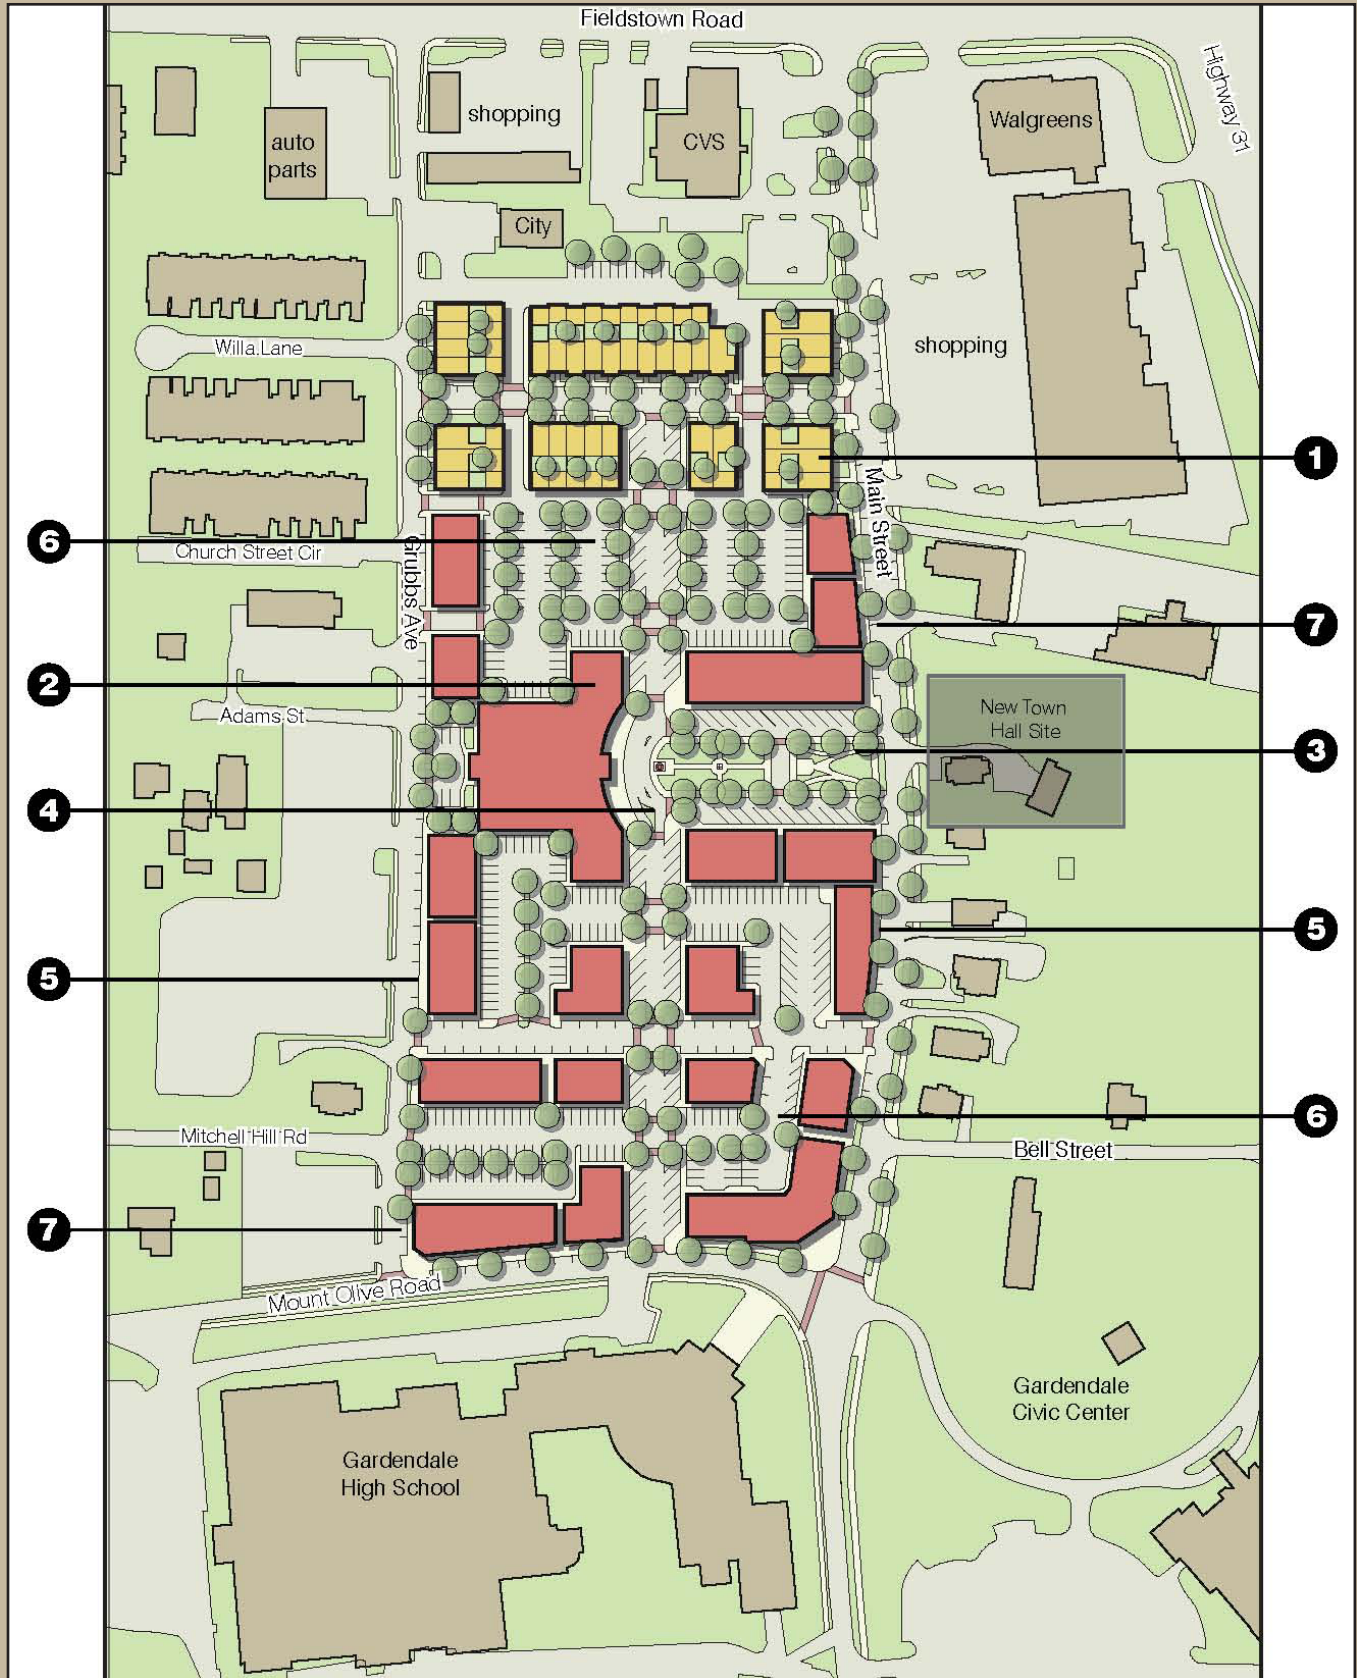 Fieldstown Road
Highway 31
shopping
Walgreens
auto
parts
CVS
City
Willa Lane
shopping
1
Main Street
6
Church Street Cir
Grubbs Ave
7
2
New Town
Hall Site
Adams St
3
4
5
5
6
Mitchell Hill Rd
Bell Street
7
Mount Olive Road
Gardendale
Civic Center
Gardendale
High School